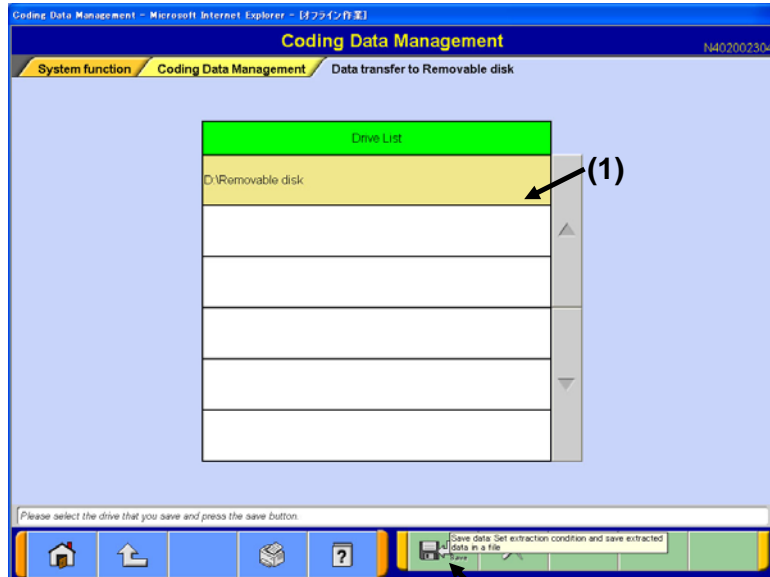 Coding Data Management - Microsoft Internet Explorer - [オフライン作業]
Coding Data Management
N402002304
System function
Coding Data Management
Data transfer to Removable disk
Drive List
D:\Removable disk
(1)
Please select the drive that you save and press the save button.
?
Save
Save data: Set extraction condition and save extracted
data in a file